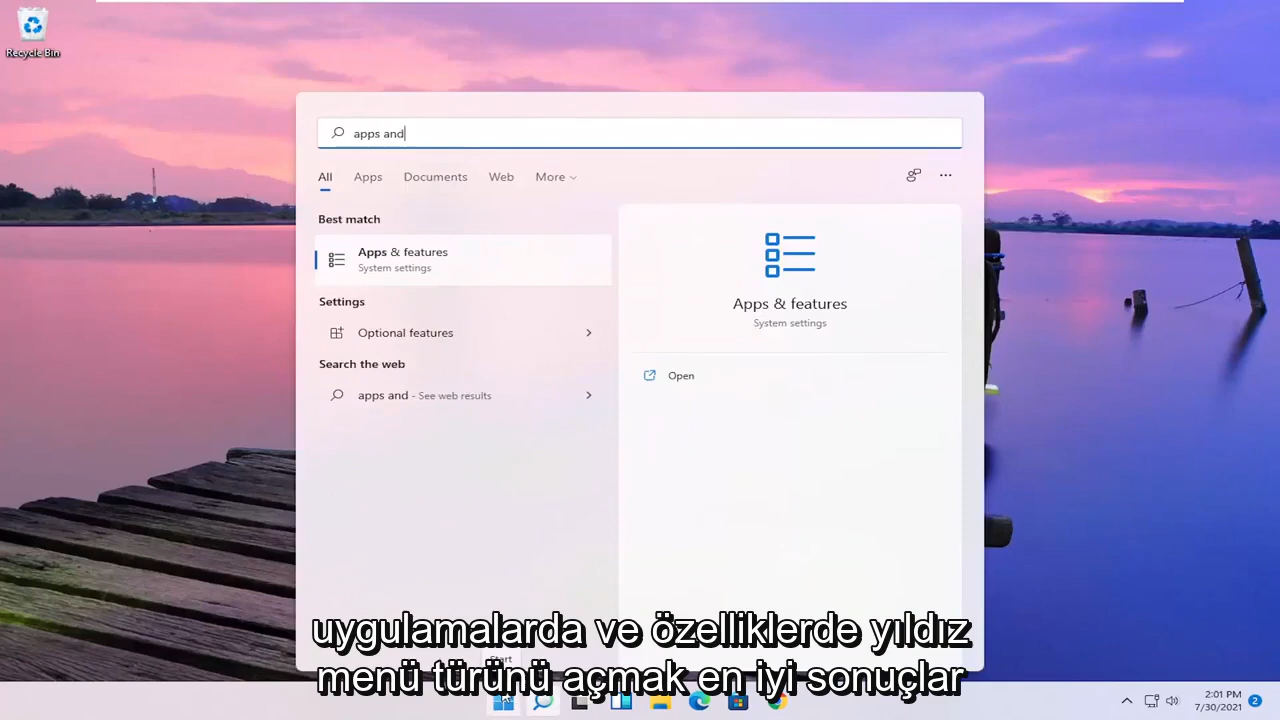 Recycle Bin
apps and
All Apps Documents Web More
Best match
Apps & features
System settings
Settings
Optional features
Search the web
apps and - See web results
Apps & features
System settings
Open
uygulamalarda ve özelliklerde yıldız
Start
menü türünü açmak en iyi sonuçlar
2:01 PM
7/30/2021
2